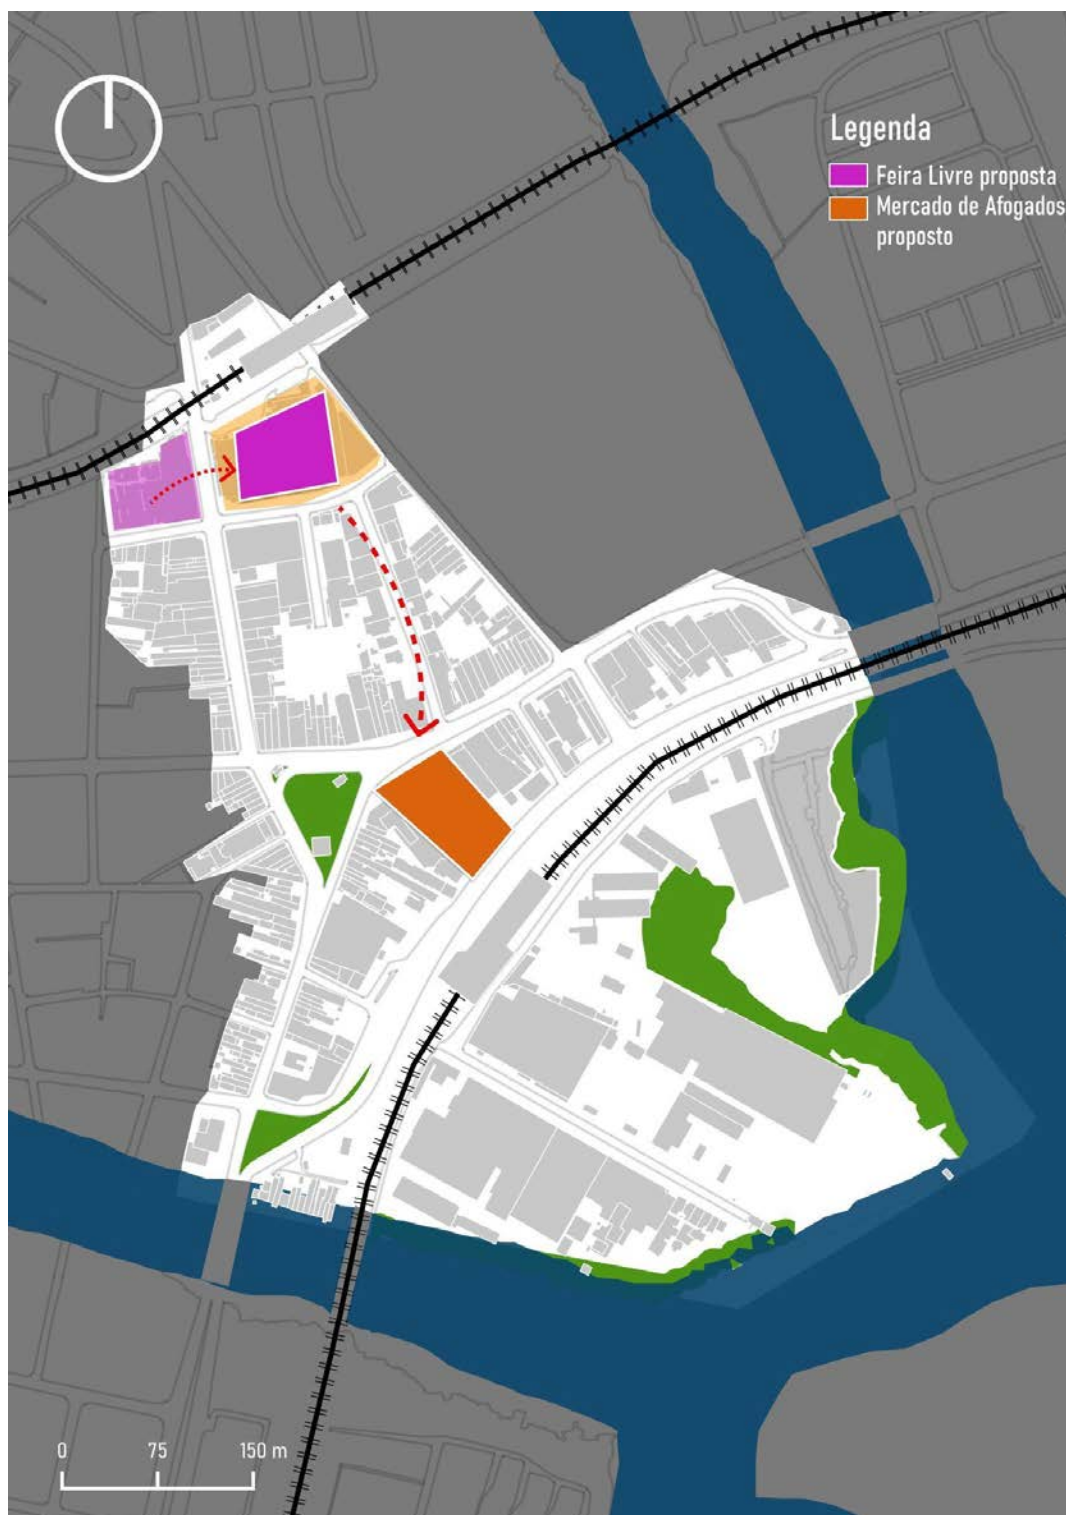 Legenda
Feira Livre proposta
Mercado de Afogados
proposto
0 75 150 m